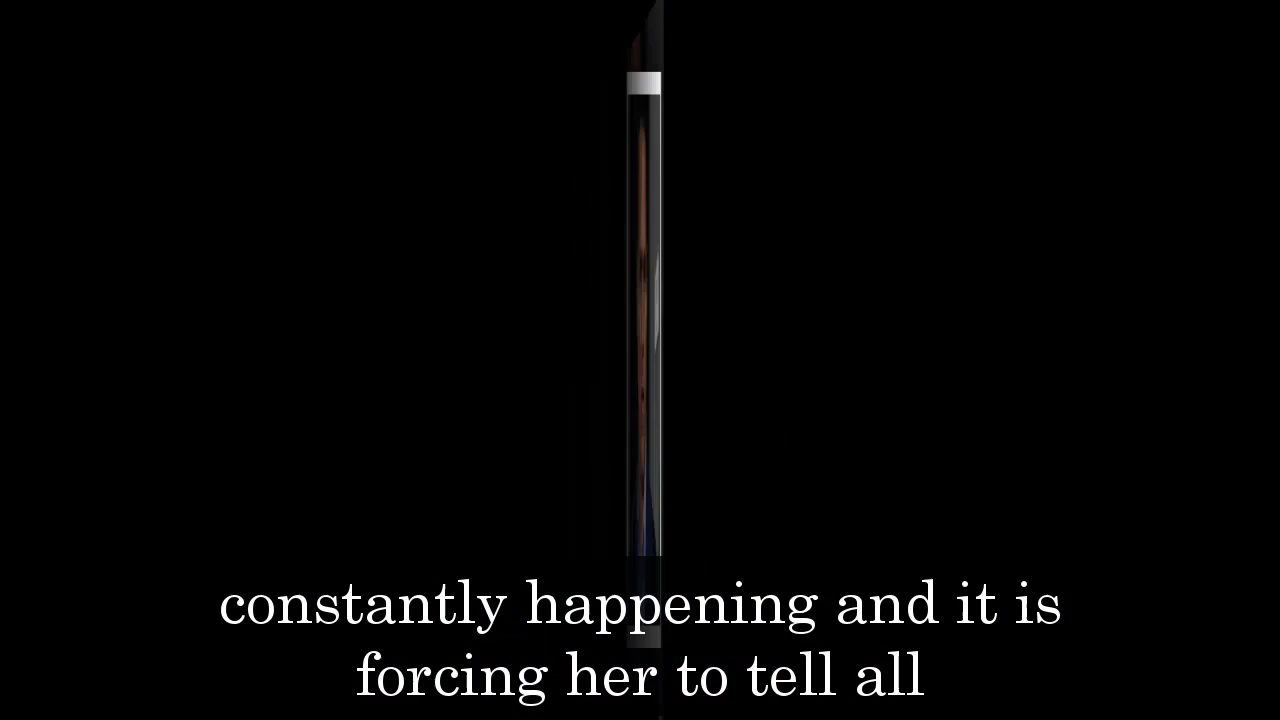 constantly happening and it is
forcing her to tell all